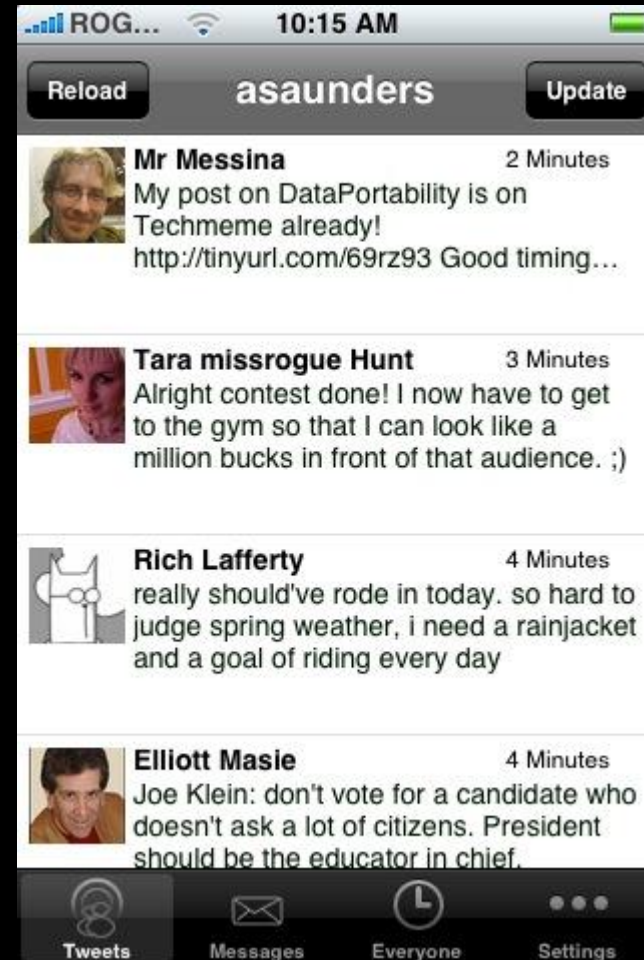 ROG... 10:15 AM
Reload asaunders Update
Mr Messina 2 Minutes
My post on DataPortability is on
Techmeme already!
http://tinyurl.com/69rz93 Good timing...
Tara missrogue Hunt 3 Minutes
Alright contest done! I now have to get
to the gym so that I can look like a
million bucks in front of that audience. ;)
Rich Lafferty 4 Minutes
really should've rode in today. so hard to
judge spring weather, i need a rainjacket
and a goal of riding every day
Elliott Masie 4 Minutes
Joe Klein: don't vote for a candidate who
doesn't ask a lot of citizens. President
should be the educator in chief.
Tweets Messages Everyone Settings